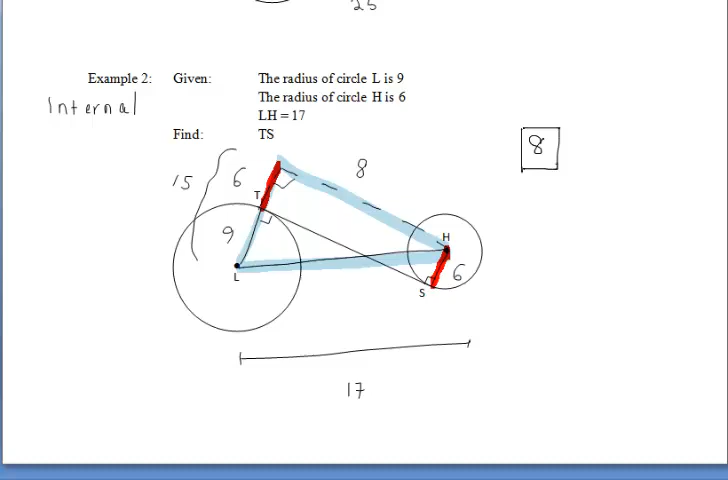 25
Example 2: Given: The radius of circle L is 9
Internal The radius of circle H is 6
LH = 17
Find: TS
8
15 6 8
T
9
H
L
6
S
17